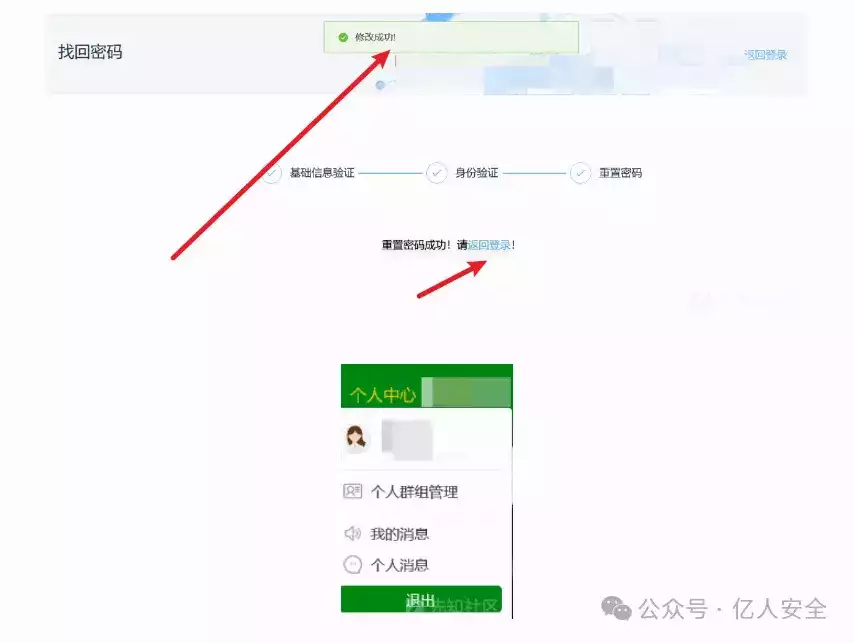 修改成功!
找回密码
返回登录
基础信息验证 身份验证 重置密码
重置密码成功！请返回登录！
个人中心
个人群组管理
我的消息
个人消息
退出
先知社区
公众号 · 亿人安全